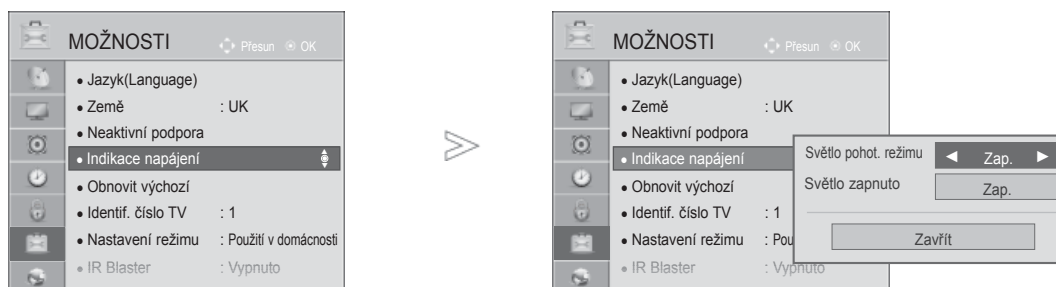 MOŽNOSTI Přesun OK
• Jazyk(Language)
• Země : UK
• Neaktivní podpora
• Indikace napájení
• Obnovit výchozí
• Identif. číslo TV : 1
• Nastavení režimu : Použití v domácnosti
• IR Blaster : Vypnuto
MOŽNOSTI Přesun OK
• Jazyk(Language)
• Země : UK
• Neaktivní podpora
• Indikace napájení
• Obnovit výchozí
• Identif. číslo TV : 1
• Nastavení režimu : Pou
• IR Blaster : Vypnuto
Světlo pohot. režimu ◄ Zap. ►
Světlo zapnuto Zap.
Zavřít